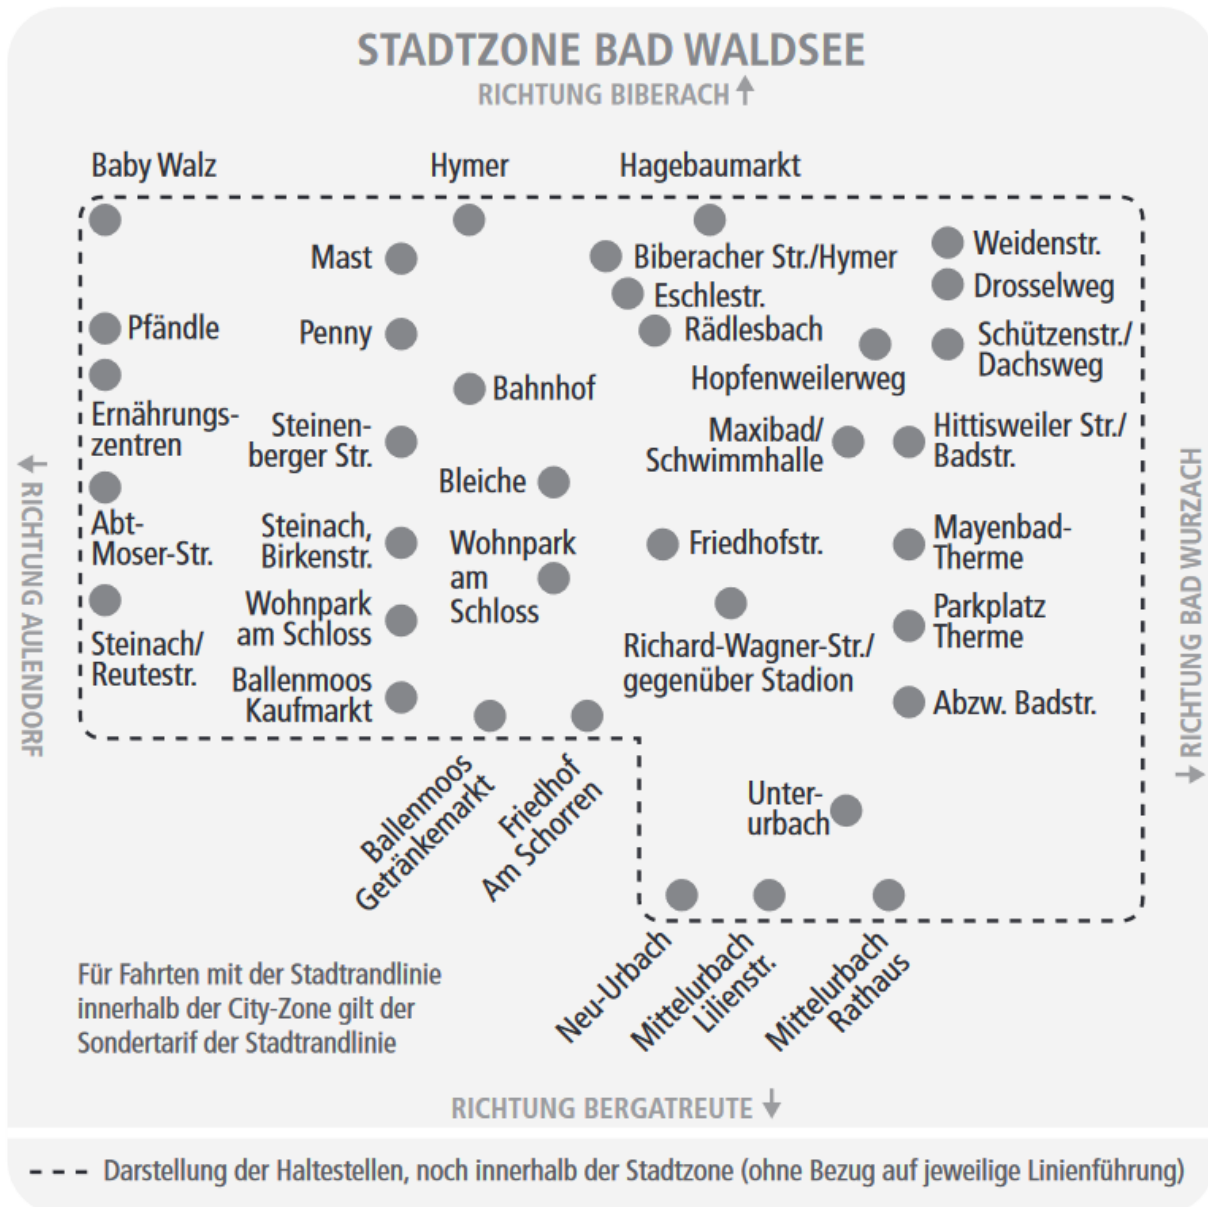 STADTZONE BAD WALDSEE
RICHTUNG BIBERACH
Baby Walz
Hymer
Hagebaumarkt
Mast
Biberacher Str./Hymer
Weidenstr.
Eschlestr.
Drosselweg
Pfändle
Penny
Rädlesbach
Schützenstr./
Dachsweg
Hopfenweilerweg
Bahnhof
Ernährungs-
zentren
Steinen-
berger Str.
Maxibad/
Schwimmhalle
Hittisweiler Str./
Badstr.
Bleiche
Abt-
Moser-Str.
Steinach,
Birkenstr.
Wohnpark
am
Schloss
Friedhofstr.
Mayenbad-
Therme
Wohnpark
am Schloss
Parkplatz
Therme
Steinach/
Reutestr.
Richard-Wagner-Str./
gegenüber Stadion
Ballenmoos
Kaufmarkt
Abzw. Badstr.
RICHTUNG AULENDORF
RICHTUNG BAD WURZACH
Ballenmoos
Getränkemarkt
Friedhof
Am Schorren
Unter-
urbach
Neu-Urbach
Mittelurbach
Lilienstr.
Mittelurbach
Rathaus
Für Fahrten mit der Stadtrandlinie
innerhalb der City-Zone gilt der
Sondertarif der Stadtrandlinie
RICHTUNG BERGATREUTE
Darstellung der Haltestellen, noch innerhalb der Stadtzone (ohne Bezug auf jeweilige Linienführung)